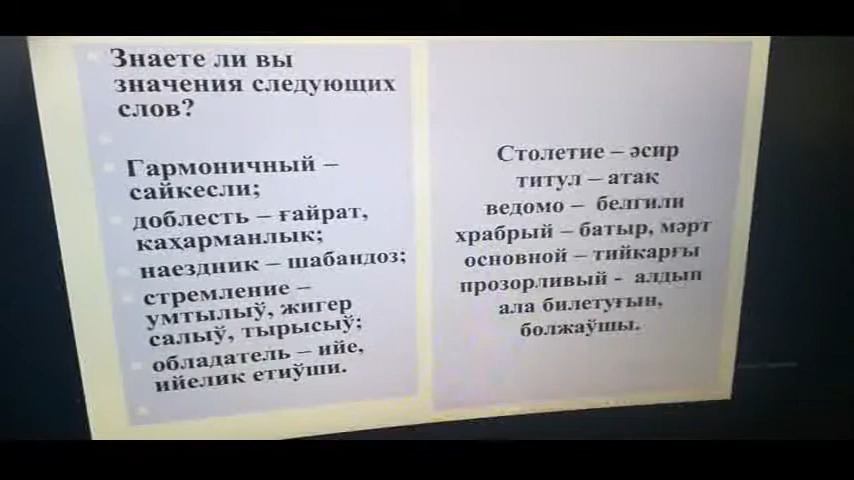 Знаете ли вы
значения следующих
слов?
Гармоничный –
сайкесли;
доблесть – ғайрат,
қаҳарманлық;
наездник – шабандоз;
стремление –
умтылыў, жигер
салыў, тырысыў;
обладатель – ийе,
ийелик етиўши.
Столетие – әсир
титул – атақ
ведомо – белгили
храбрый – батыр, мәрт
основной – тийкарғы
прозорливый - алдын
ала билетуғын,
болжаўшы.